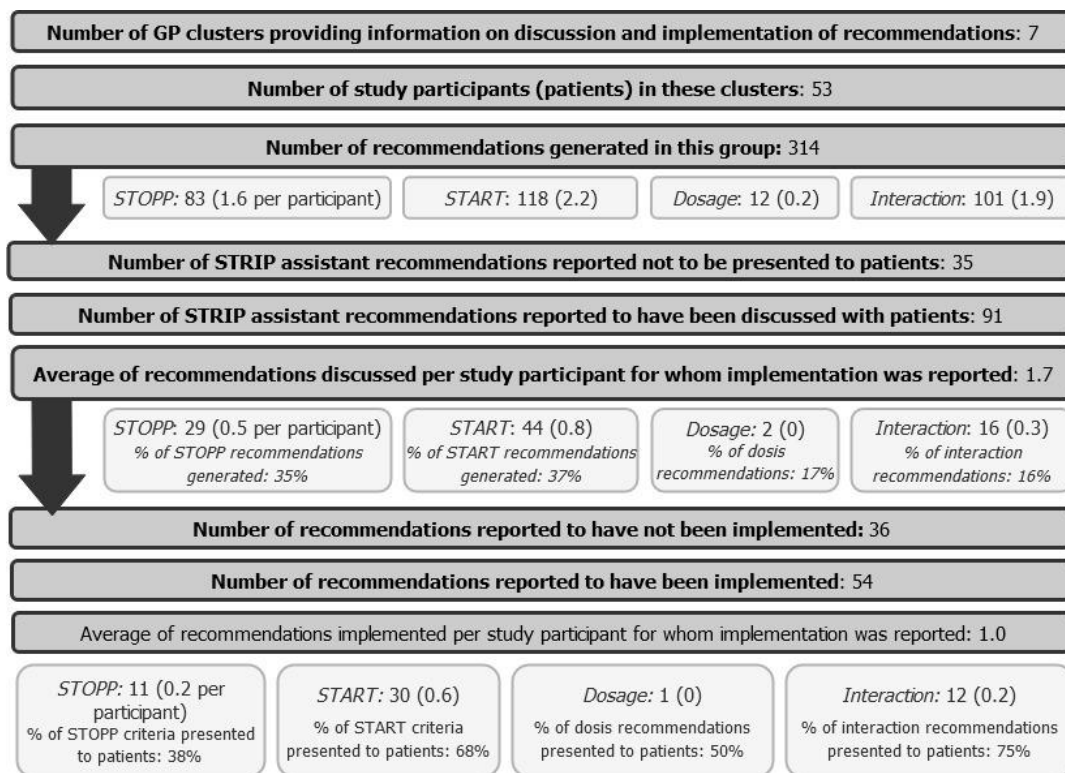 Number of GP clusters providing information on discussion and implementation of recommendations: 7
Number of study participants (patients) in these clusters: 53
Number of recommendations generated in this group: 314
STOPP: 83 (1.6 per participant)
START: 118 (2.2)
Dosage: 12 (0.2)
Interaction: 101 (1.9)
Number of STRIP assistant recommendations reported not to be presented to patients: 35
Number of STRIP assistant recommendations reported to have been discussed with patients: 91
Average of recommendations discussed per study participant for whom implementation was reported: 1.7
STOPP: 29 (0.5 per participant)
% of STOPP recommendations
generated: 35%
START: 44 (0.8)
% of START recommendations
generated: 37%
Dosage: 2 (0)
% of dosis
recommendations: 17%
Interaction: 16 (0.3)
% of interaction
recommendations: 16%
Number of recommendations reported to have not been implemented: 36
Number of recommendations reported to have been implemented: 54
Average of recommendations implemented per study participant for whom implementation was reported: 1.0
STOPP: 11 (0.2 per
participant)
% of STOPP criteria presented
to patients: 38%
START: 30 (0.6)
% of START criteria
presented to patients: 68%
Dosage: 1 (0)
% of dosis recommendations
presented to patients: 50%
Interaction: 12 (0.2)
% of interaction recommendations
presented to patients: 75%